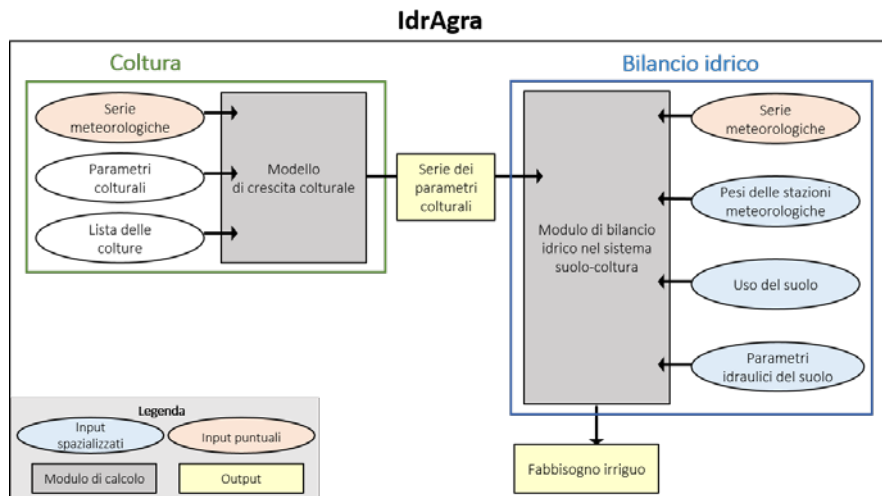 IdrAgra
Coltura
Serie
meteorologiche
Parametri
colturali
Lista delle
colture
Modello
di crescita colturale
Serie dei
parametri
colturali
Bilancio idrico
Modulo di bilancio
idrico nel sistema
suolo-coltura
Serie
meteorologiche
Pesi delle stazioni
meteorologiche
Uso del suolo
Parametri
idraulici del suolo
Fabbisogno irriguo
Legenda
Input
spazializzati
Input puntuali
Modulo di calcolo
Output